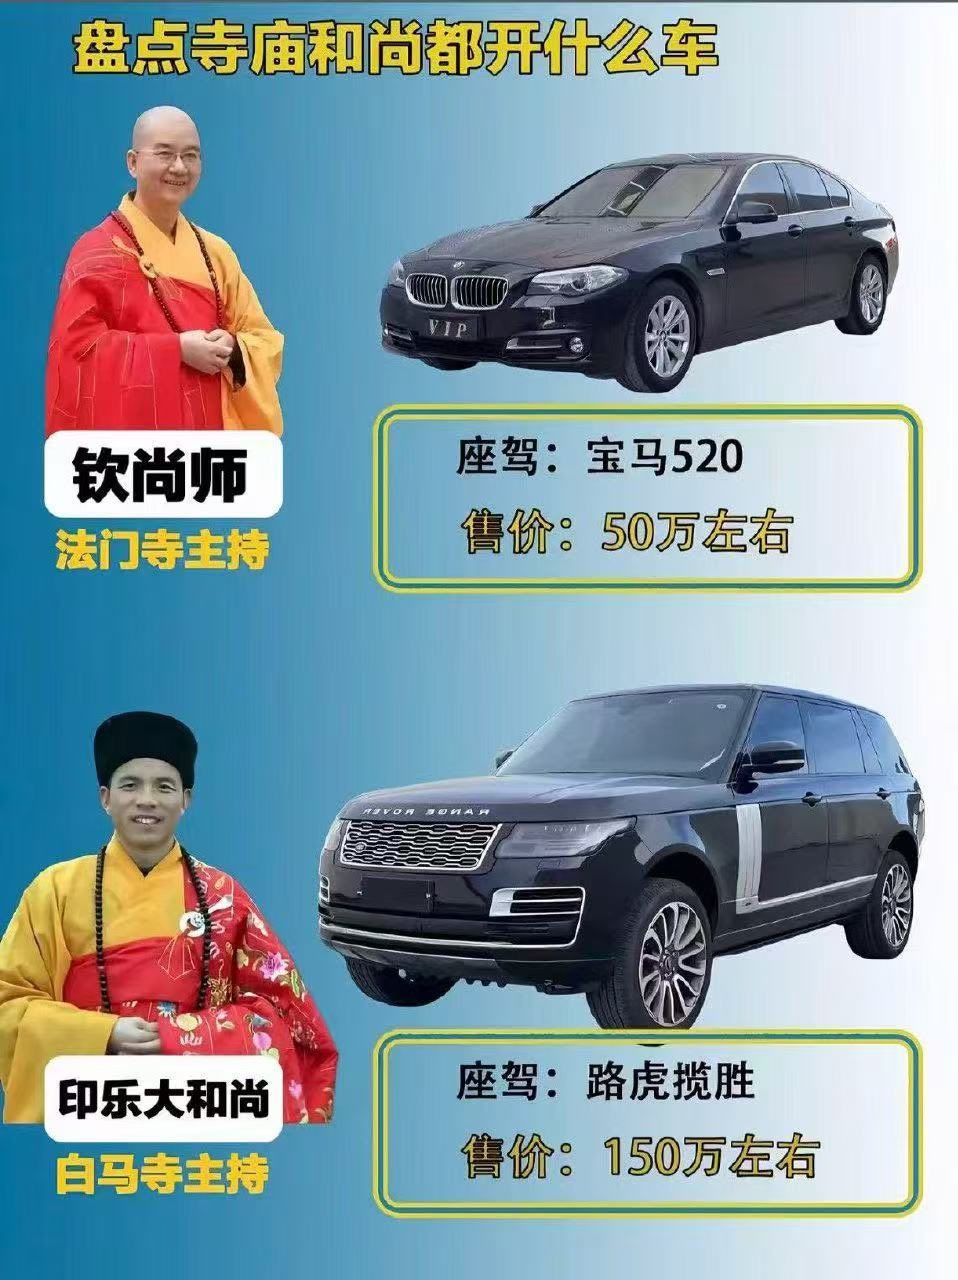 盘点寺庙和尚都开什么车
VIP
钦尚师
法门寺主持
座驾：宝马520
售价：50万左右
RANGE ROVER
印乐大和尚
白马寺主持
座驾：路虎揽胜
售价：150万左右